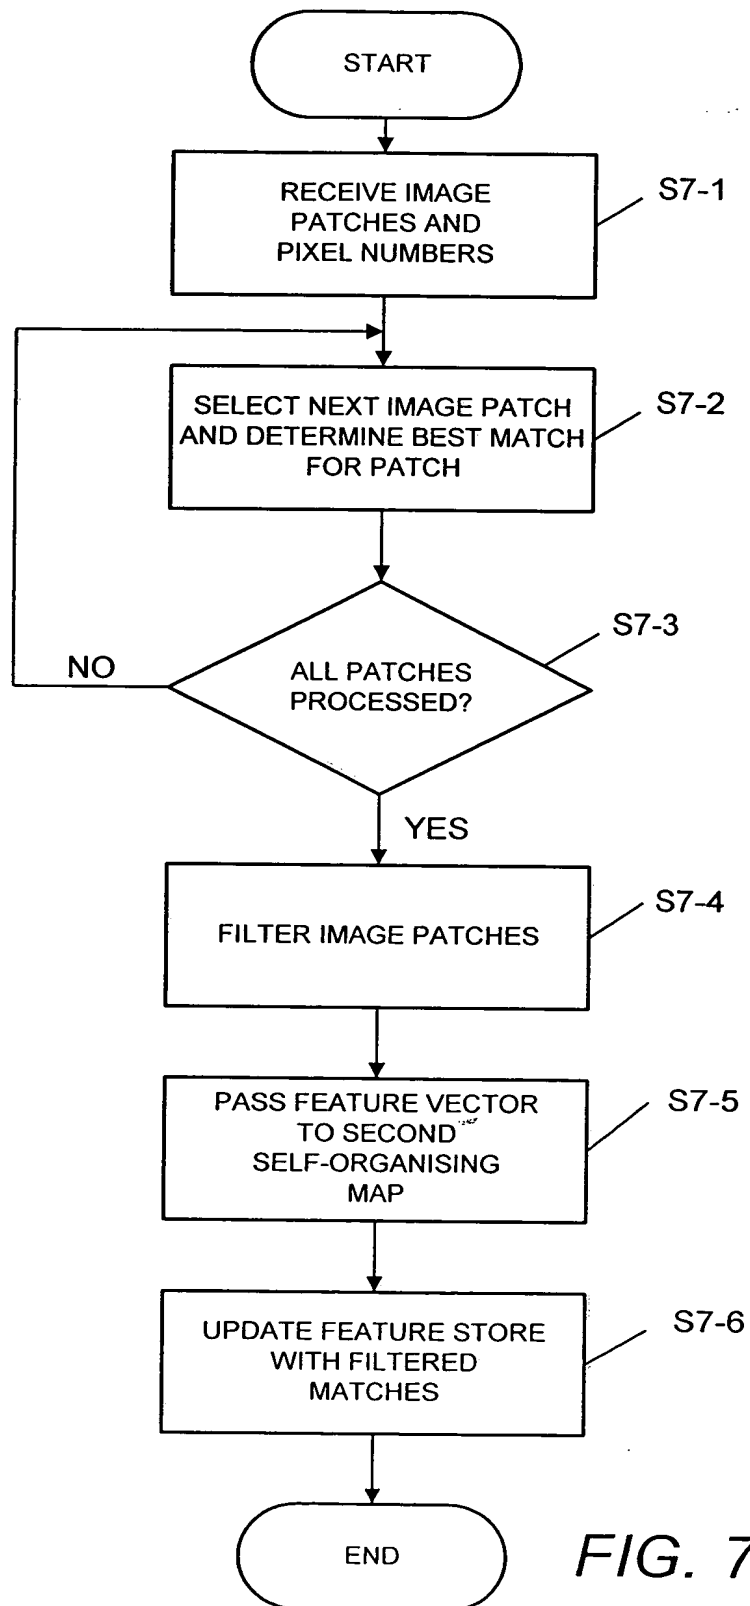 START
RECEIVE IMAGE
PATCHES AND
PIXEL NUMBERS
S7-1
SELECT NEXT IMAGE PATCH
AND DETERMINE BEST MATCH
FOR PATCH
S7-2
ALL PATCHES
PROCESSED?
S7-3
NO
YES
FILTER IMAGE PATCHES
S7-4
PASS FEATURE VECTOR
TO SECOND
SELF-ORGANISING
MAP
S7-5
UPDATE FEATURE STORE
WITH FILTERED
MATCHES
S7-6
END
FIG. 7